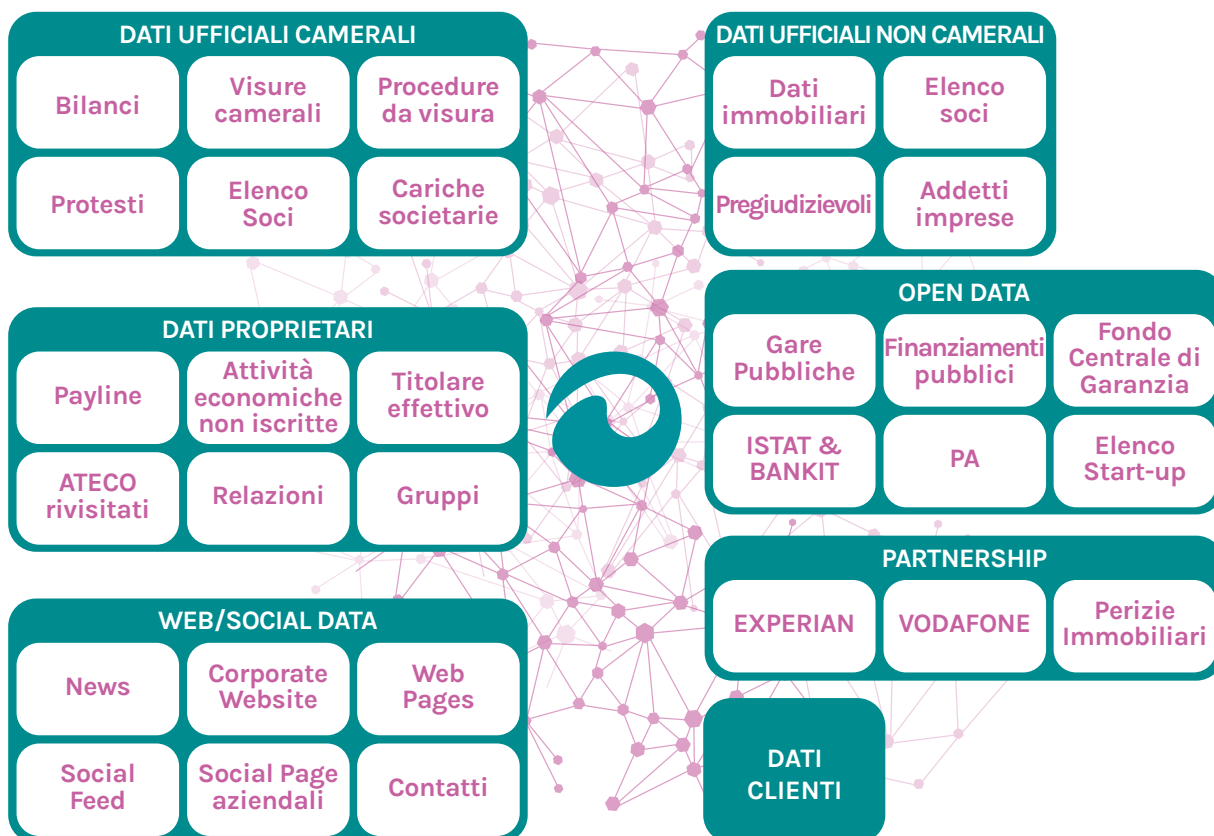 DATI UFFICIALI CAMERALI
Bilanci
Visure
camerali
Procedure
da visura
Protesti
Elenco
Soci
Cariche
societarie
DATI UFFICIALI NON CAMERALI
Dati
immobiliari
Elenco
soci
Pregiudizievoli
Addetti
imprese
DATI PROPRIETARI
Payline
Attività
economiche
non iscritte
Titolare
effettivo
ATECO
rivisitati
Relazioni
Gruppi
OPEN DATA
Gare
Pubbliche
Finanziamenti
pubblici
Fondo
Centrale di
Garanzia
ISTAT &
BANKIT
PA
Elenco
Start-up
WEB/SOCIAL DATA
News
Corporate
Website
Web
Pages
Social
Feed
Social Page
aziendali
Contatti
PARTNERSHIP
EXPERIAN
VODAFONE
Perizie
Immobiliari
DATI
CLIENTI